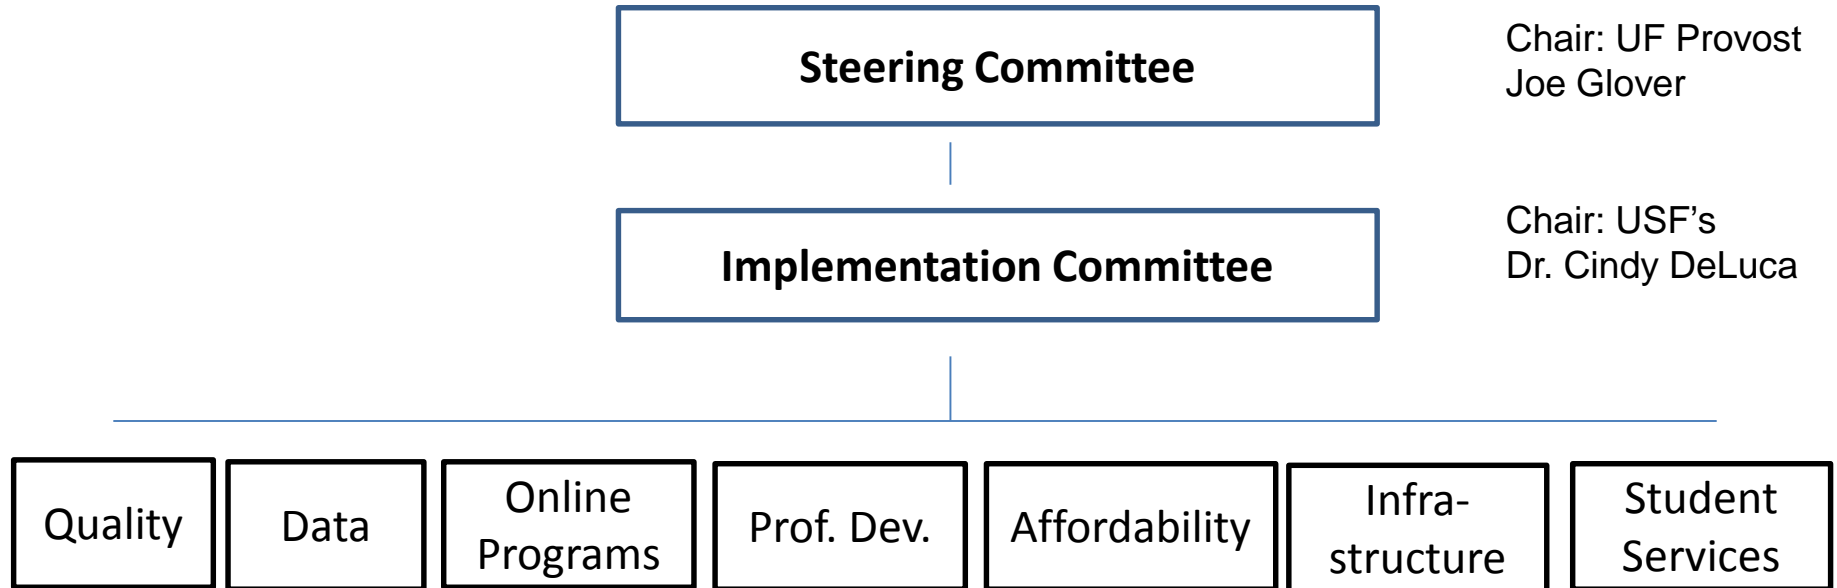 Steering Committee
Chair: UF Provost
Joe Glover
Implementation Committee
Chair: USF’s
Dr. Cindy DeLuca
Quality
Data
Online
Programs
Prof. Dev.
Affordability
Infra-
structure
Student
Services